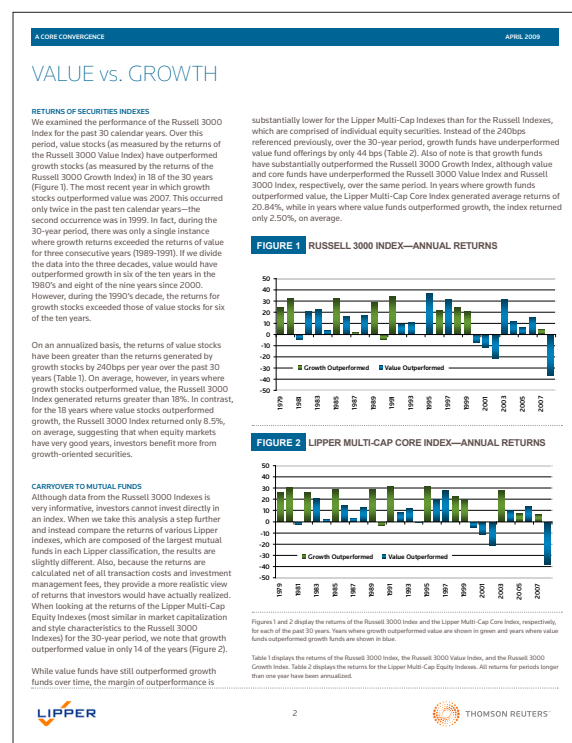 A CORE CONVERGENCE
APRIL 2009
VALUE vs. GROWTH
RETURNS OF SECURITIES INDEXES
We examined the performance of the Russell 3000
Index for the past 30 calendar years. Over this
period, value stocks (as measured by the returns of
the Russell 3000 Value Index) have outperformed
growth stocks (as measured by the returns of the
Russell 3000 Growth Index) in 18 of the 30 years
(Figure 1). The most recent year in which growth
stocks outperformed value was 2007. This occurred
only twice in the past ten calendar years—the
second occurrence was in 1999. In fact, during the
30-year period, there was only a single instance
where growth returns exceeded the returns of value
for three consecutive years (1989-1991). If we divide
the data into the three decades, value would have
outperformed growth in six of the ten years in the
1980's and eight of the nine years since 2000.
However, during the 1990's decade, the returns for
growth stocks exceeded those of value stocks for six
of the ten years.
On an annualized basis, the returns of value stocks
have been greater than the returns generated by
growth stocks by 240bps per year over the past 30
years (Table 1). On average, however, in years where
growth stocks outperformed value, the Russell 3000
Index generated returns greater than 18%. In contrast,
for the 18 years where value stocks outperformed
growth, the Russell 3000 Index returned only 8.5%,
on average, suggesting that when equity markets
have very good years, investors benefit more from
growth-oriented securities.
CARRYOVER TO MUTUAL FUNDS
Although data from the Russell 3000 Indexes is
very informative, investors cannot invest directly in
an index. When we take this analysis a step further
and instead compare the returns of various Lipper
indexes, which are composed of the largest mutual
funds in each Lipper classification, the results are
slightly different. Also, because the returns are
calculated net of all transaction costs and investment
management fees, they provide a more realistic view
of returns that investors would have actually realized.
When looking at the returns of the Lipper Multi-Cap
Equity Indexes (most similar in market capitalization
and style characteristics to the Russell 3000
Indexes) for the 30-year period, we note that growth
outperformed value in only 14 of the years (Figure 2).
While value funds have still outperformed growth
funds over time, the margin of outperformance is
substantially lower for the Lipper Multi-Cap Indexes than for the Russell Indexes,
which are comprised of individual equity securities. Instead of the 240bps
referenced previously, over the 30-year period, growth funds have underperformed
value fund offerings by only 44 bps (Table 2). Also of note is that growth funds
have substantially outperformed the Russell 3000 Growth Index, although value
and core funds have underperformed the Russell 3000 Value Index and Russell
3000 Index, respectively, over the same period. In years where growth funds
outperformed value, the Lipper Multi-Cap Core Index generated average returns of
20.84%, while in years where value funds outperformed growth, the index returned
only 2.50%, on average.
FIGURE 1 RUSSELL 3000 INDEX—ANNUAL RETURNS
50
40
30
20
10
0
-10
-20
-30
-40
-50
Growth Outperformed Value Outperformed
1979 1981 1983 1985 1987 1989 1991 1993 1995 1997 1999 2001 2003 2005 2007
FIGURE 2 LIPPER MULTI-CAP CORE INDEX—ANNUAL RETURNS
50
40
30
20
10
0
-10
-20
-30
-40
-50
Growth Outperformed Value Outperformed
1979 1981 1983 1985 1987 1989 1991 1993 1995 1997 1999 2001 2003 2005 2007
Figures 1 and 2 display the returns of the Russell 3000 Index and the Lipper Multi-Cap Core Index, respectively,
for each of the past 30 years. Years where growth outperformed value are shown in green and years where value
funds outperformed growth funds are shown in blue.
Table 1 displays the returns of the Russell 3000 Index, the Russell 3000 Value Index, and the Russell 3000
Growth Index. Table 2 displays the returns for the Lipper Multi-Cap Equity Indexes. All returns for periods longer
than one year have been annualized.
LIPPER
2
THOMSON REUTERS